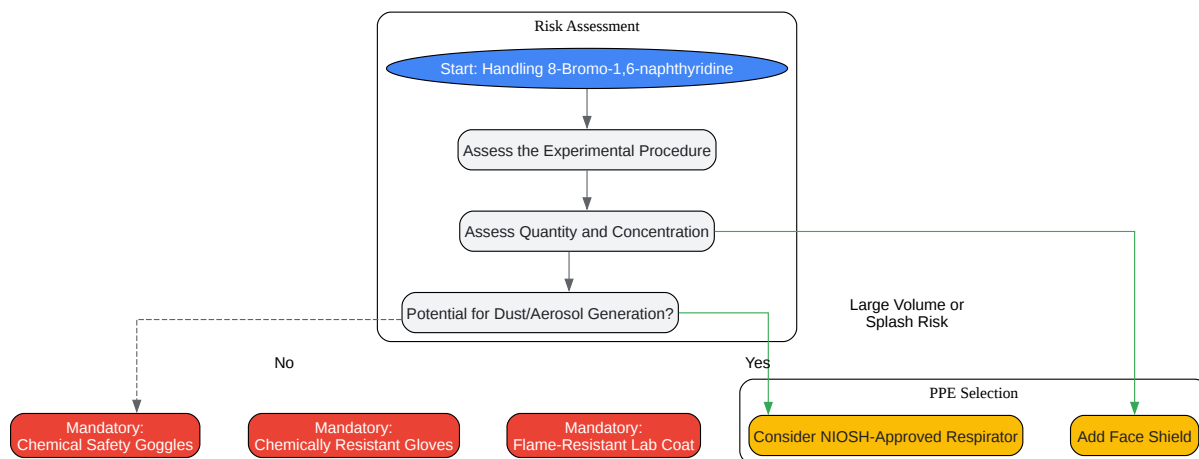 Risk Assessment
Start: Handling 8-Bromo-1,6-naphthyridine
Assess the Experimental Procedure
Assess Quantity and Concentration
Potential for Dust/Aerosol Generation?
Large Volume or
Splash Risk
No
Yes
PPE Selection
Mandatory:
Chemical Safety Goggles
Mandatory:
Chemically Resistant Gloves
Mandatory:
Flame-Resistant Lab Coat
Consider NIOSH-Approved Respirator
Add Face Shield